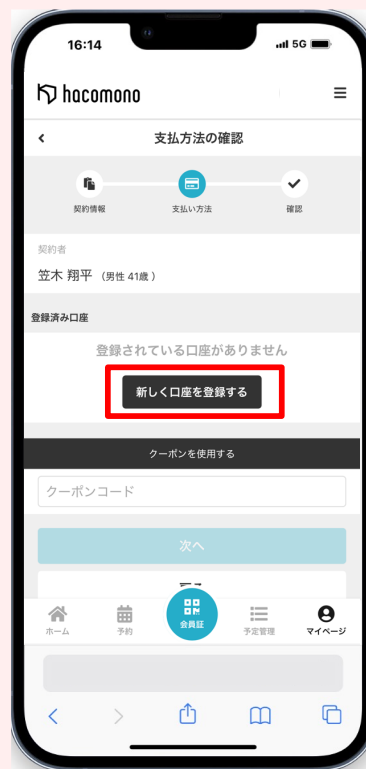 16:14
5G
hacomono
支払方法の確認
契約情報
支払い方法
確認
契約者
笠木 翔平 （男性 41歳 ）
登録済み口座
登録されている口座がありません
新しく口座を登録する
クーポンを使用する
クーポンコード
次へ
ホーム
予約
会員証
予定管理
マイページ